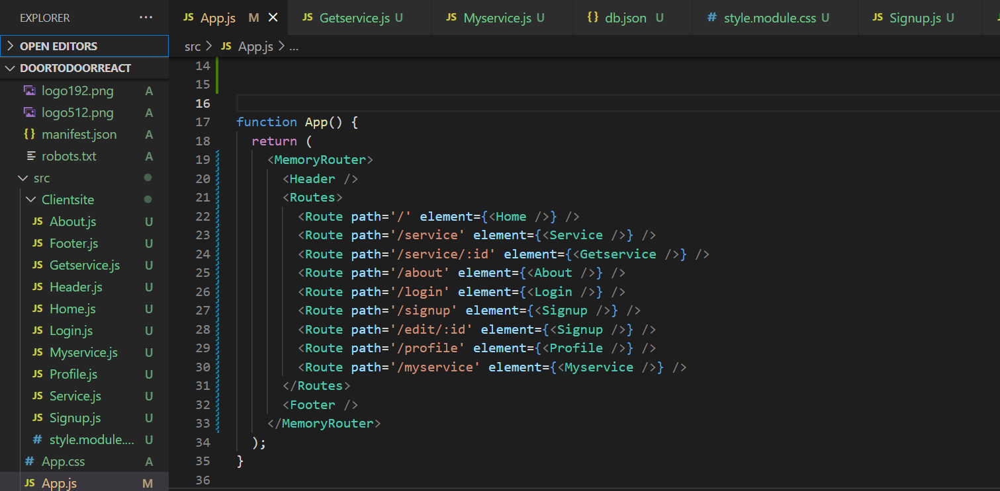 EXPLORER ...
OPEN EDITORS
DOORTODOORREACT
logo192.png A
logo512.png A
{} manifest.json A
robots.txt A
src
Clientsite
JS About.js U
JS Footer.js U
JS Getservice.js U
JS Header.js U
JS Home.js U
JS Login.js U
JS Myservice.js U
JS Profile.js U
JS Service.js U
JS Signup.js U
# style.module.... U
# App.css A
JS App.js M
JS App.js M JS Getservice.js U JS Myservice.js U {} db.json U # style.module.css U JS Signup.js U
src > JS App.js > ...
14
15
16
17 function App() {
18 return (
19 <MemoryRouter>
20 <Header />
21 <Routes>
22 <Route path='/' element={<Home />} />
23 <Route path='/service' element={<Service />} />
24 <Route path='/service/:id' element={<Getservice />} />
25 <Route path='/about' element={<About />} />
26 <Route path='/login' element={<Login />} />
27 <Route path='/signup' element={<Signup />} />
28 <Route path='/edit/:id' element={<Signup />} />
29 <Route path='/profile' element={<Profile />} />
30 <Route path='/myservice' element={<Myservice />} />
31 </Routes>
32 <Footer />
33 </MemoryRouter>
34 );
35 }
36